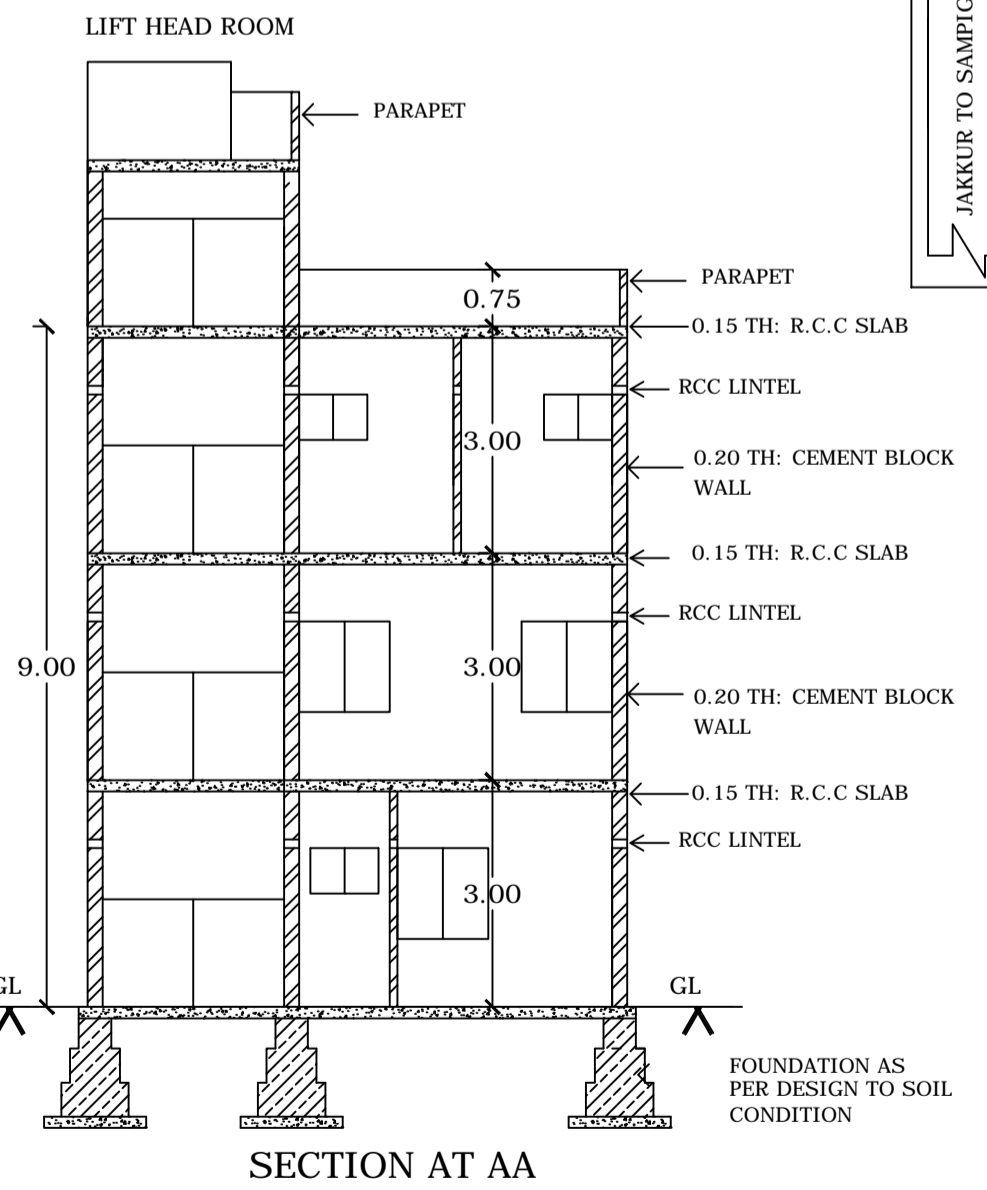 LIFT HEAD ROOM
JAKKUR TO SAMPIG
PARAPET
PARAPET
0.75
0.15 TH: R.C.C SLAB
RCC LINTEL
3.00
0.20 TH: CEMENT BLOCK
WALL
0.15 TH: R.C.C SLAB
RCC LINTEL
9.00
3.00
0.20 TH: CEMENT BLOCK
WALL
0.15 TH: R.C.C SLAB
RCC LINTEL
3.00
GL
GL
FOUNDATION AS
PER DESIGN TO SOIL
CONDITION
SECTION AT AA